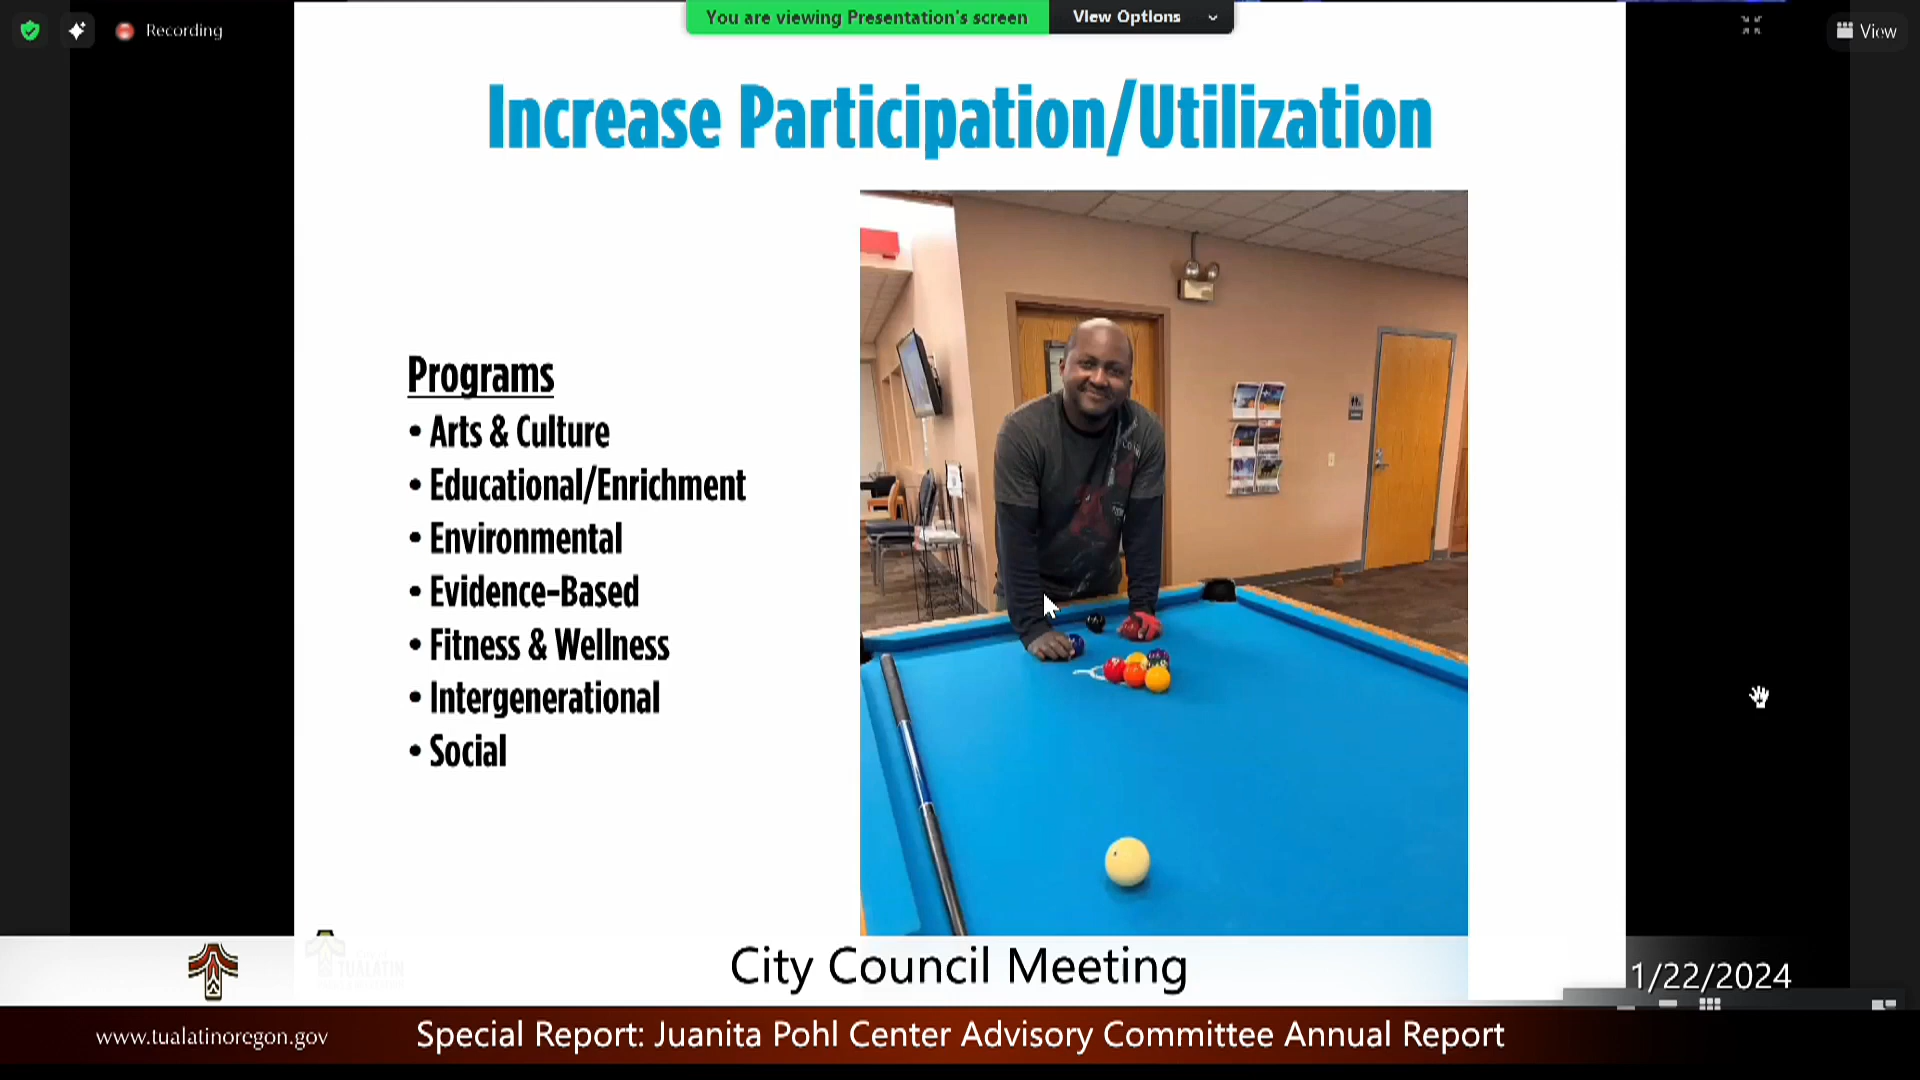 Recording
You are viewing Presentation's screen
View Options
View
Increase Participation/Utilization
Programs
• Arts & Culture
• Educational/Enrichment
• Environmental
• Evidence-Based
• Fitness & Wellness
• Intergenerational
• Social
TUALATIN
City Council Meeting
1/22/2024
www.tualatinoregon.gov
Special Report: Juanita Pohl Center Advisory Committee Annual Report